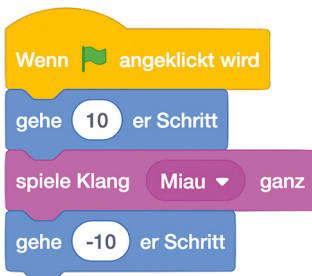 Wenn angeklickt wird
gehe 10 er Schritt
spiele Klang Miau ganz
gehe -10 er Schritt